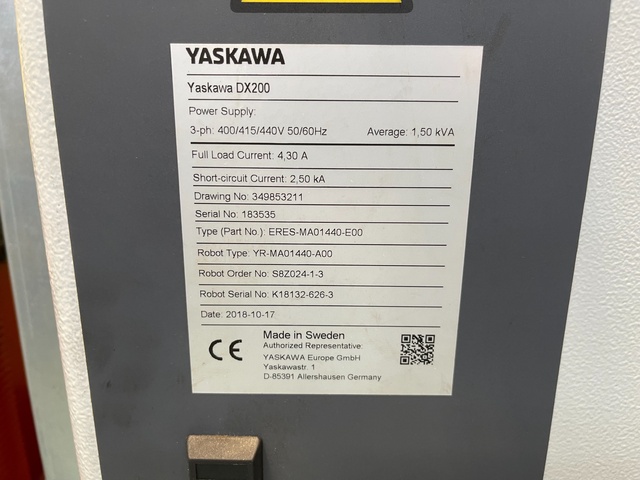 YASKAWA
Yaskawa DX200
Power Supply:
3-ph: 400/415/440V 50/60Hz Average: 1,50 kVA
Full Load Current: 4,30 A
Short-circuit Current: 2,50 kA
Drawing No: 349853211
Serial No: 183535
Type (Part No.): ERES-MA01440-E00
Robot Type: YR-MA01440-A00
Robot Order No: S8Z024-1-3
Robot Serial No: K18132-626-3
Date: 2018-10-17
CE
Made in Sweden
Authorized Representative:
YASKAWA Europe GmbH
Yaskawastr. 1
D-85391 Allershausen Germany